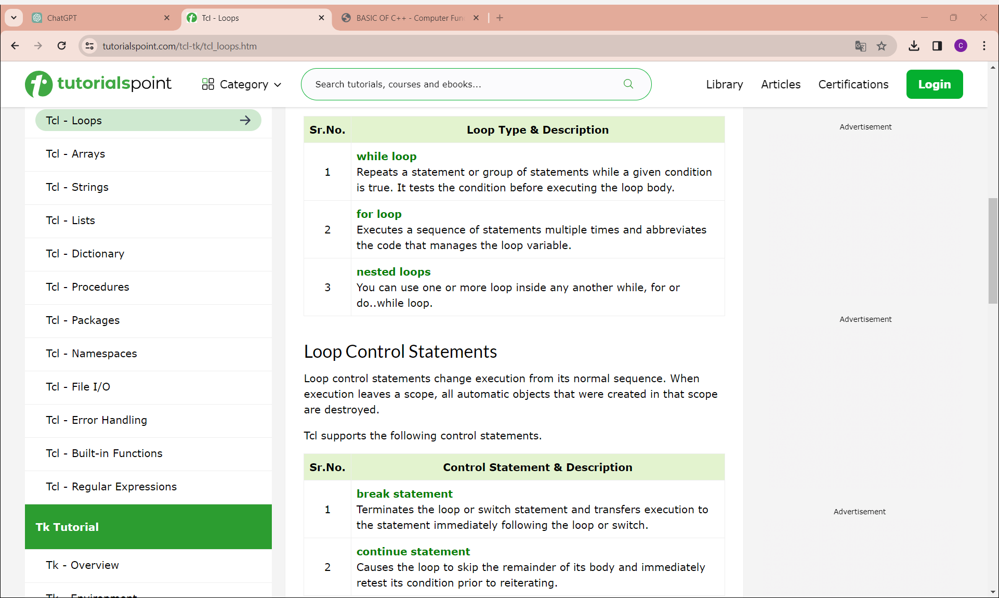 ChatGPT
Tcl - Loops
BASIC OF C++ - Computer Fun
tutorialspoint.com/tcl-tk/tcl_loops.htm
C
tutorialspoint
Category
Search tutorials, courses and ebooks...
Library
Articles
Certifications
Login
Tcl - Loops
Tcl - Arrays
Tcl - Strings
Tcl - Lists
Tcl - Dictionary
Tcl - Procedures
Tcl - Packages
Tcl - Namespaces
Tcl - File I/O
Tcl - Error Handling
Tcl - Built-in Functions
Tcl - Regular Expressions
Tk Tutorial
Tk - Overview
Tk - Environment
Sr.No. Loop Type & Description
1
while loop
Repeats a statement or group of statements while a given condition
is true. It tests the condition before executing the loop body.
2
for loop
Executes a sequence of statements multiple times and abbreviates
the code that manages the loop variable.
3
nested loops
You can use one or more loop inside any another while, for or
do..while loop.
Loop Control Statements
Loop control statements change execution from its normal sequence. When
execution leaves a scope, all automatic objects that were created in that scope
are destroyed.
Tcl supports the following control statements.
Sr.No. Control Statement & Description
1
break statement
Terminates the loop or switch statement and transfers execution to
the statement immediately following the loop or switch.
2
continue statement
Causes the loop to skip the remainder of its body and immediately
retest its condition prior to reiterating.
Advertisement
Advertisement
Advertisement